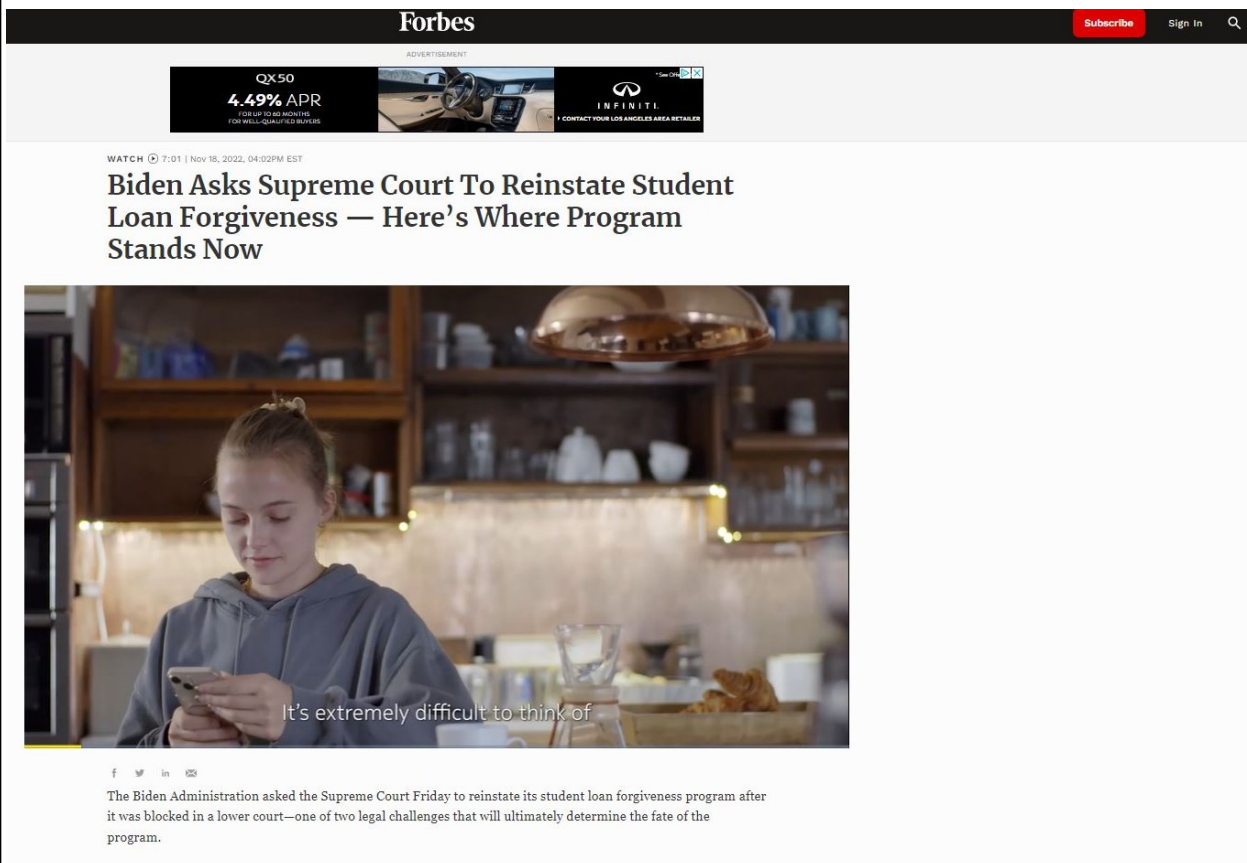 Forbes
Subscribe
Sign In
ADVERTISEMENT
QX50
4.49% APR
FOR UP TO 60 MONTHS
FOR WELL-QUALIFIED BUYERS
INFINITI.
CONTACT YOUR LOS ANGELES AREA RETAILER
WATCH 7:01 | Nov 18, 2022, 04:02PM EST
Biden Asks Supreme Court To Reinstate Student
Loan Forgiveness — Here’s Where Program
Stands Now
It’s extremely difficult to think of
The Biden Administration asked the Supreme Court Friday to reinstate its student loan forgiveness program after
it was blocked in a lower court—one of two legal challenges that will ultimately determine the fate of the
program.